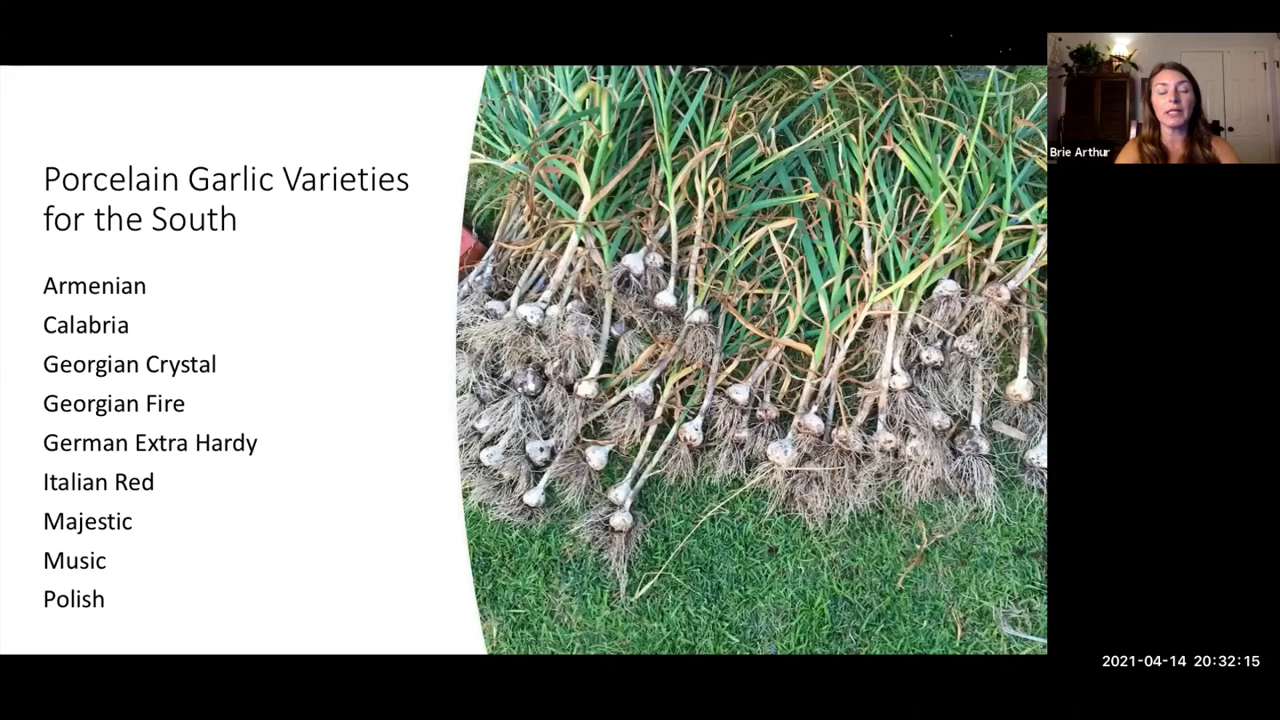 Porcelain Garlic Varieties
for the South
Armenian
Calabria
Georgian Crystal
Georgian Fire
German Extra Hardy
Italian Red
Majestic
Music
Polish
Brie Arthur
2021-04-14 20:32:15